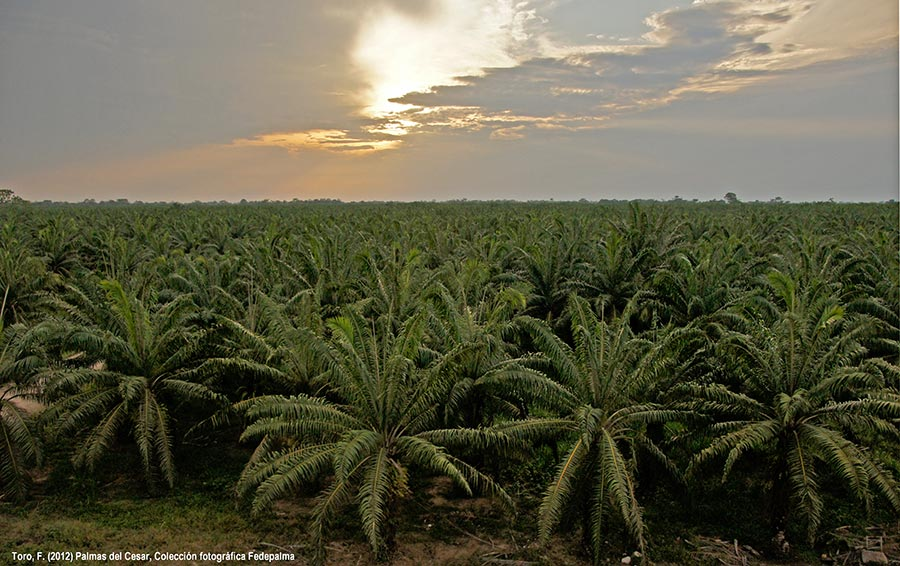 Toro, F. (2012) Palmas del Cesar, Colección fotográfica Fedepalma